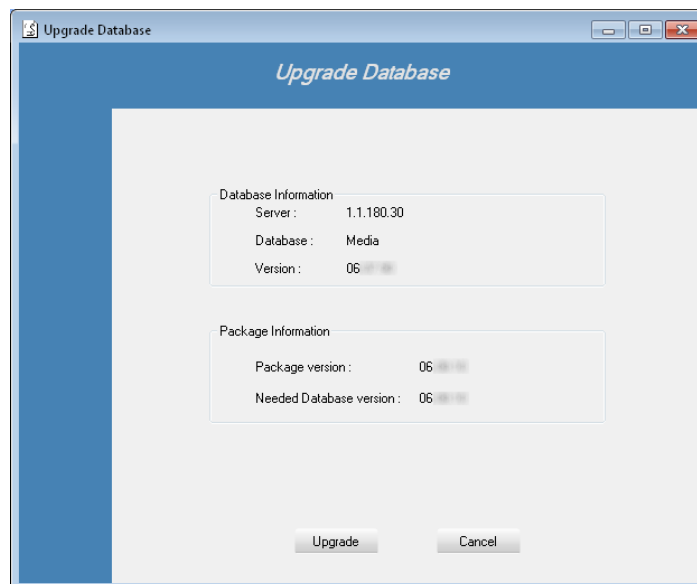 Upgrade Database
Upgrade Database
Database Information
Server : 1.1.180.30
Database : Media
Version : 06
Package Information
Package version : 06
Needed Database version : 06
Upgrade Cancel